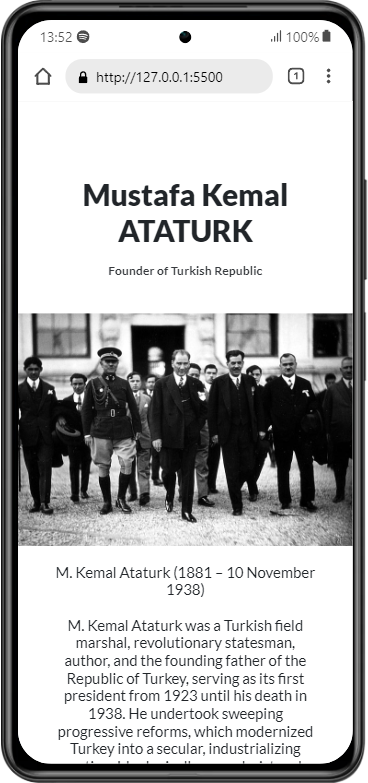 13:52 100%
http://127.0.0.1:5500 1
Mustafa Kemal
ATATURK
Founder of Turkish Republic
M. Kemal Ataturk (1881 – 10 November
1938)
M. Kemal Ataturk was a Turkish field
marshal, revolutionary statesman,
author, and the founding father of the
Republic of Turkey, serving as its first
president from 1923 until his death in
1938. He undertook sweeping
progressive reforms, which modernized
Turkey into a secular, industrializing